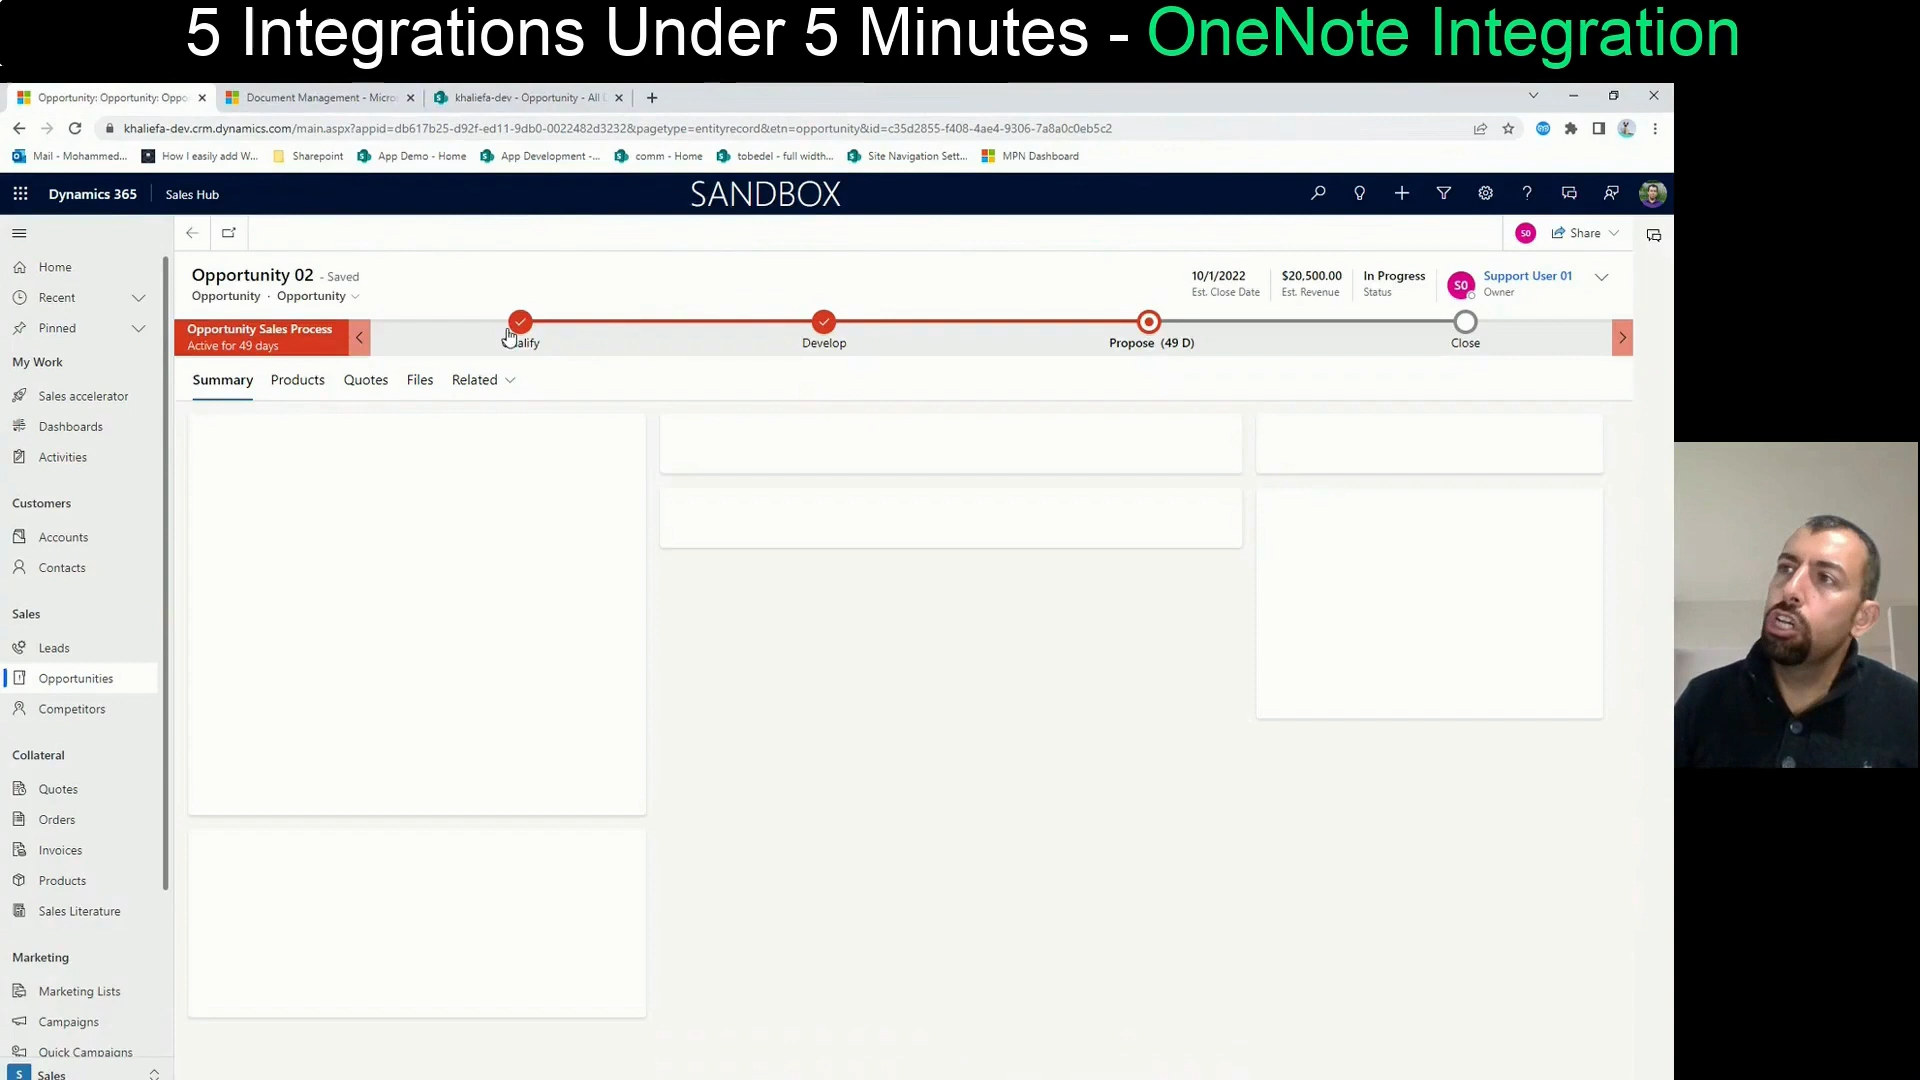 5 Integrations Under 5 Minutes - OneNote Integration
Opportunity: Opportunity: Oppo
Document Management - Micro
khaliefa-dev - Opportunity - All
khaliefa-dev.crm.dynamics.com/main.aspx?appid=db617b25-d92f-ed11-9db0-0022482d3232&pagetype=entityrecord&etn=opportunity&id=c35d2855-f408-4ae4-9306-7a8a0c0eb5c2
Mail - Mohammed...
How I easily add W...
Sharepoint
App Demo - Home
App Development -...
comm - Home
tobedel - full width...
Site Navigation Sett...
MPN Dashboard
Dynamics 365
Sales Hub
SANDBOX
S0
Share
Home
Recent
Pinned
My Work
Sales accelerator
Dashboards
Activities
Customers
Accounts
Contacts
Sales
Leads
Opportunities
Competitors
Collateral
Quotes
Orders
Invoices
Products
Sales Literature
Marketing
Marketing Lists
Campaigns
Quick Campaigns
S
Sales
Opportunity 02 - Saved
Opportunity · Opportunity
10/1/2022
Est. Close Date
$20,500.00
Est. Revenue
In Progress
Status
S0
Support User 01
Owner
Opportunity Sales Process
Active for 49 days
Develop
Propose (49 D)
Close
Summary
Products
Quotes
Files
Related